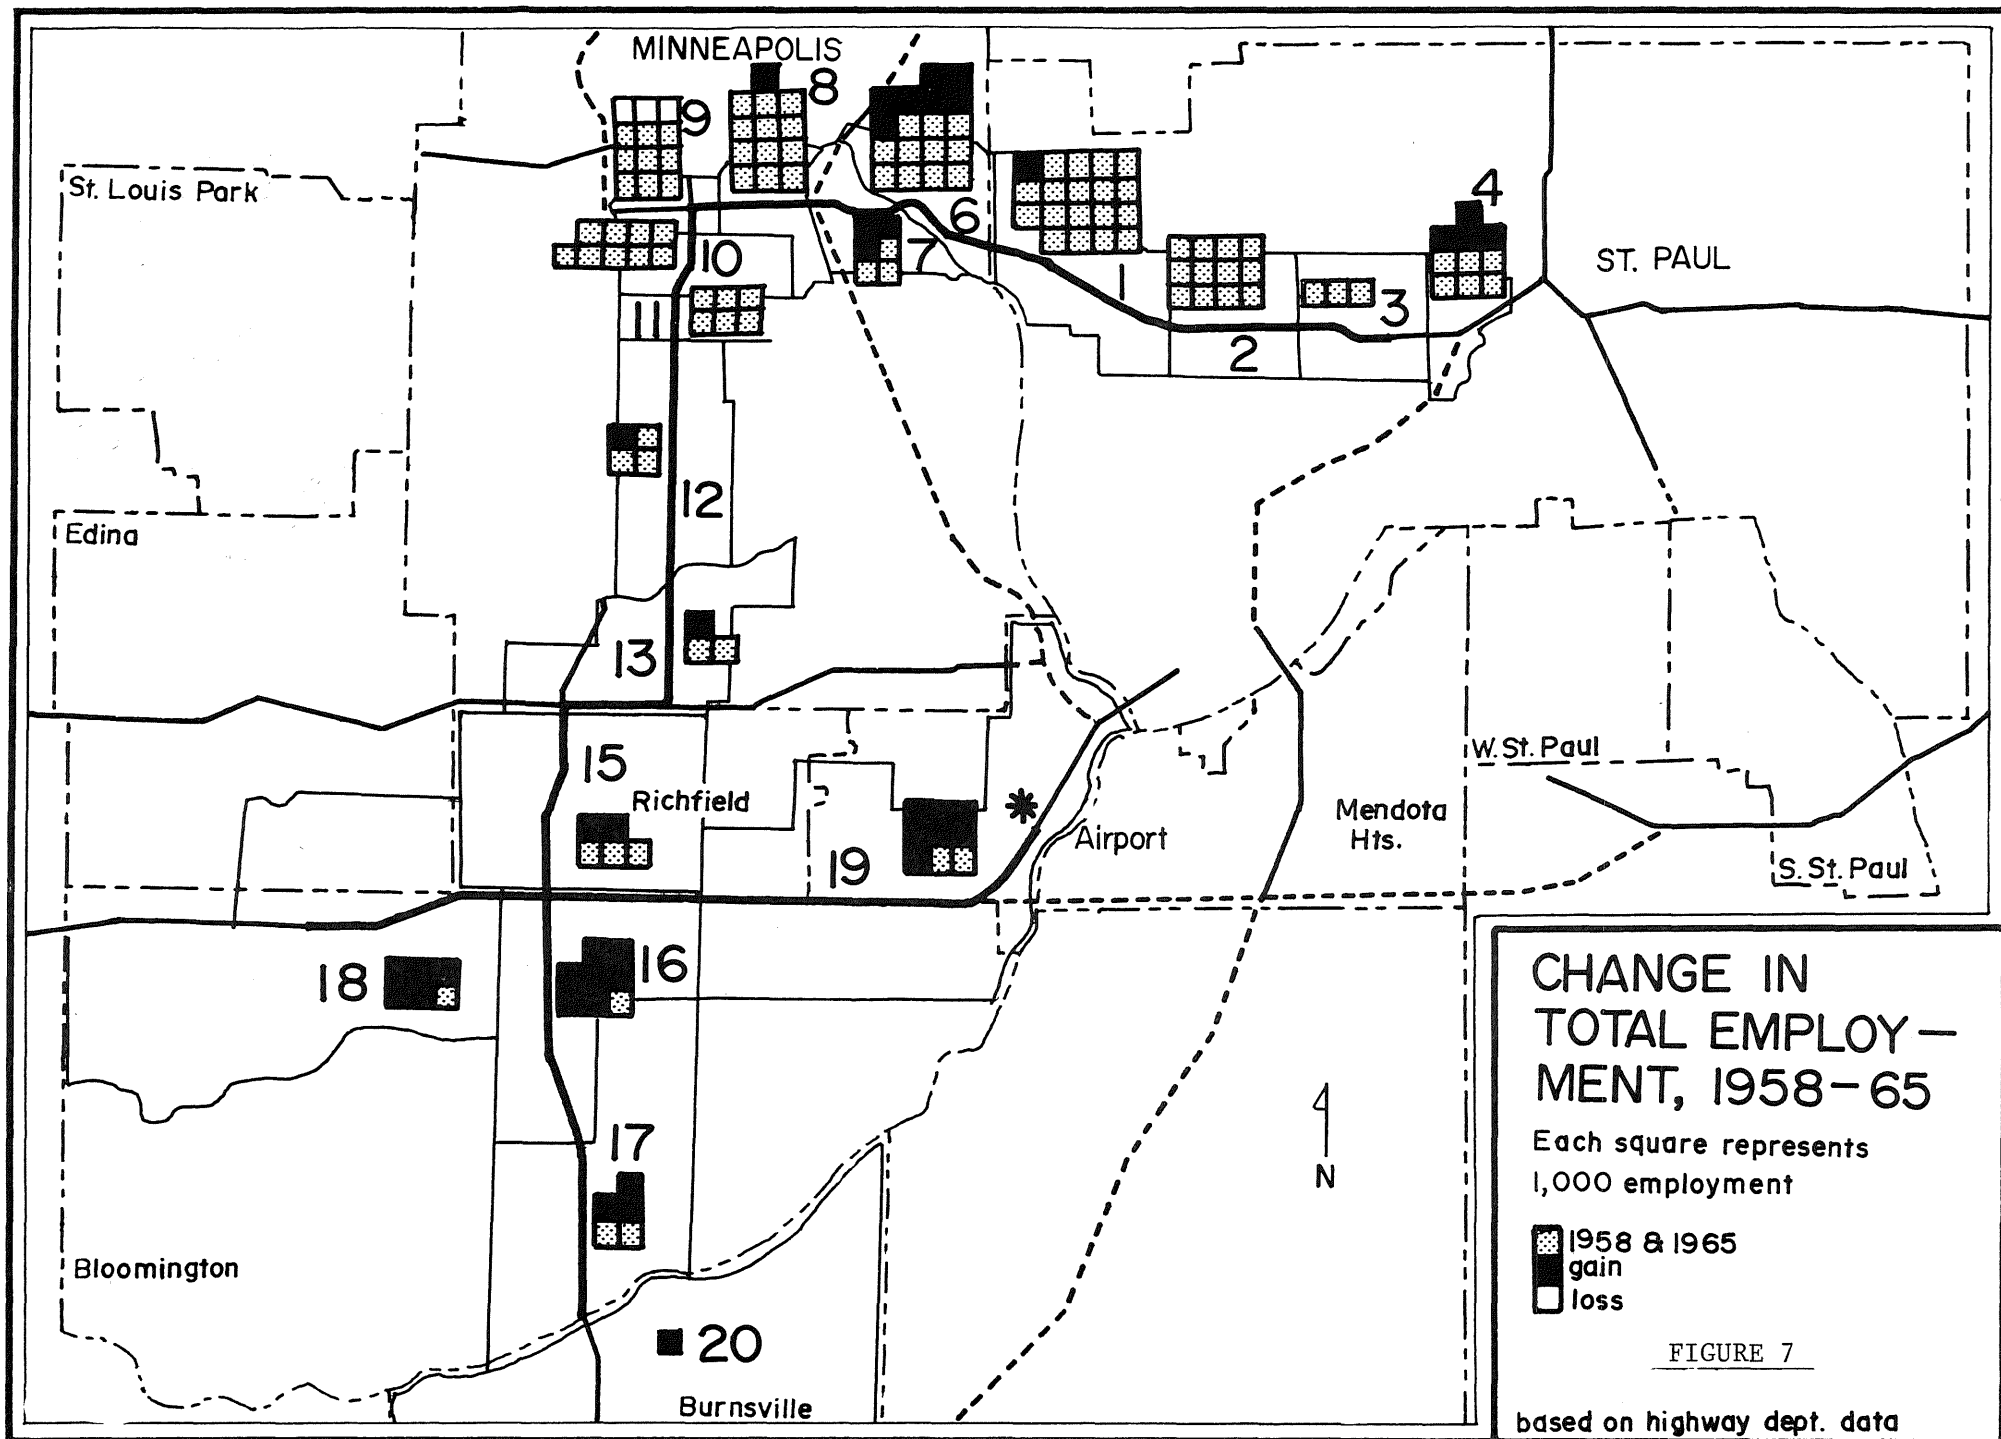 MINNEAPOLIS
8
9
St. Louis Park
4
6
10
7
ST. PAUL
1
3
11
2
12
Edina
13
15
Richfield
W. St. Paul
Mendota
Hts.
Airport
19
S. St. Paul
18
16
CHANGE IN
TOTAL EMPLOY—
MENT, 1958-65
Each square represents
1,000 employment
1958 & 1965
gain
loss
FIGURE 7
based on highway dept. data
N
17
Bloomington
20
Burnsville